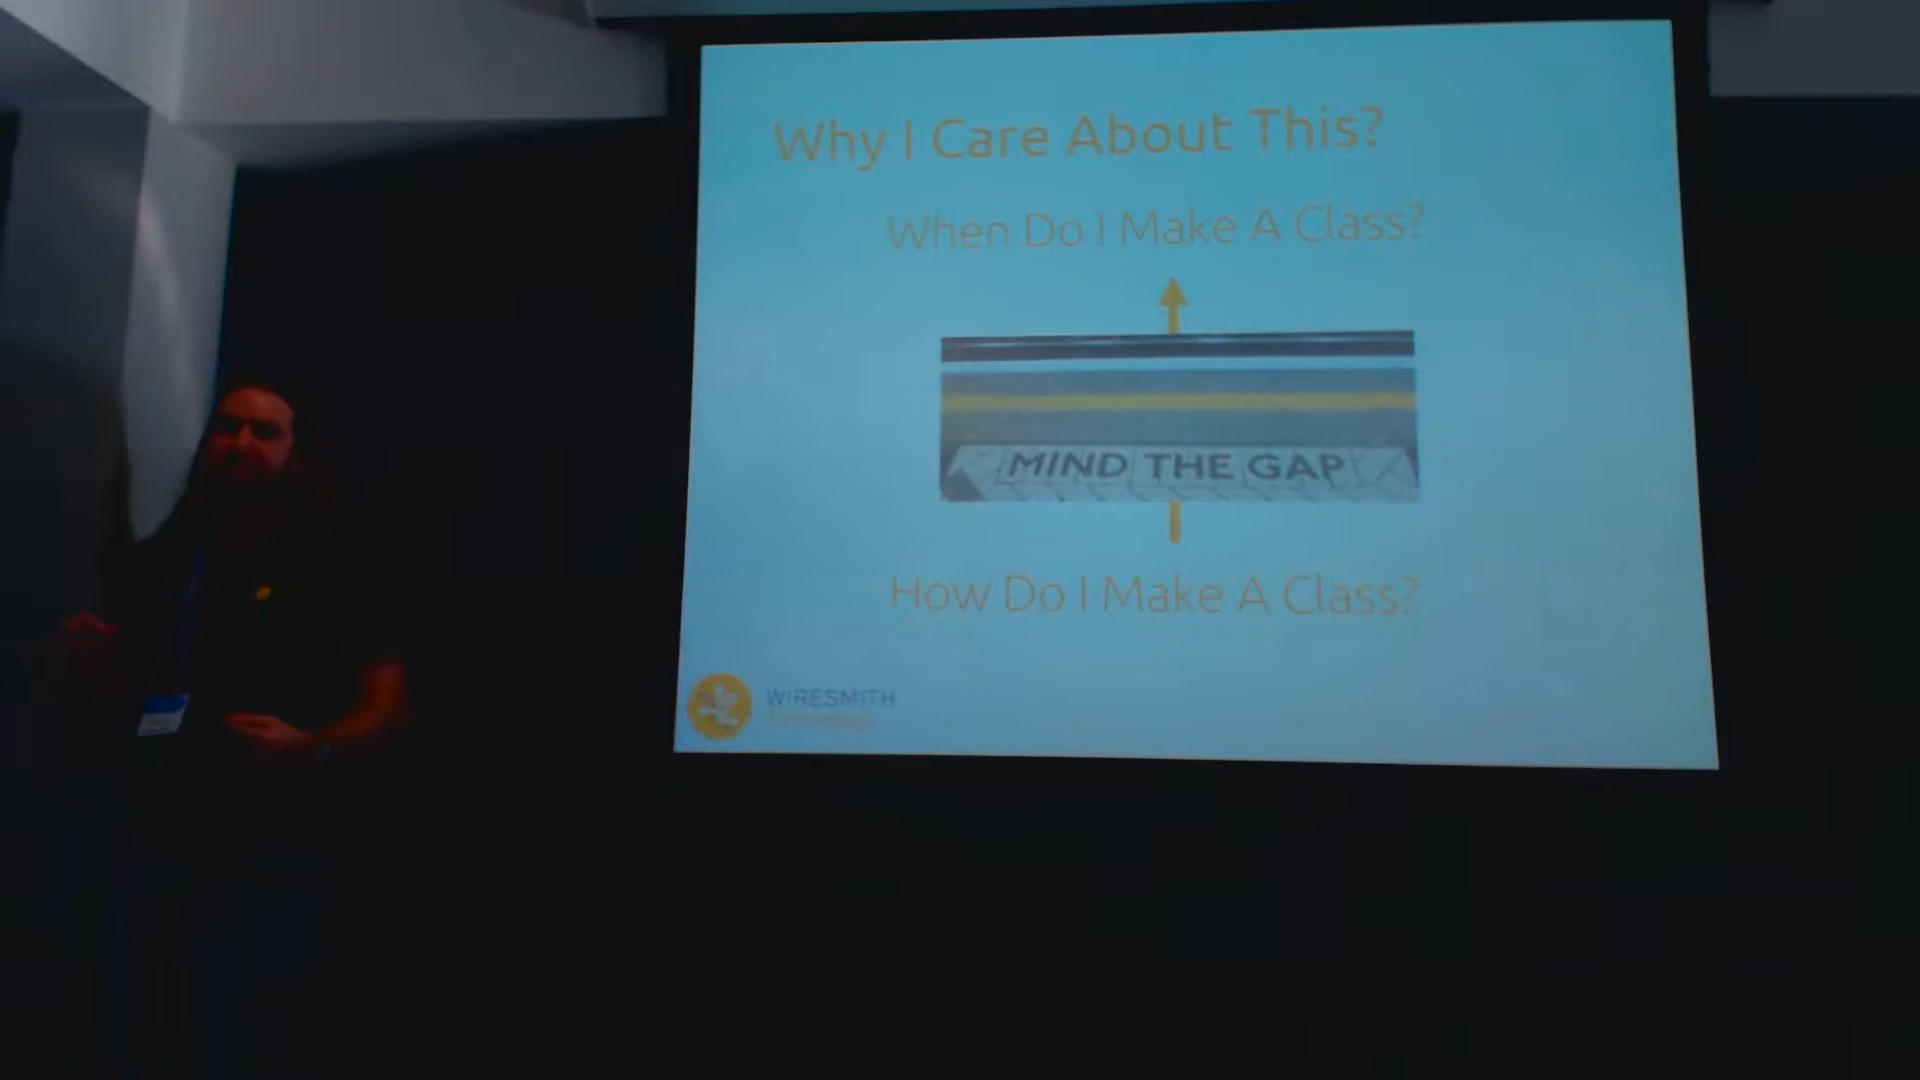 Why I Care About This?
When Do I Make A Class?
MIND THE GAP
How Do I Make A Class?
WIRESMITH